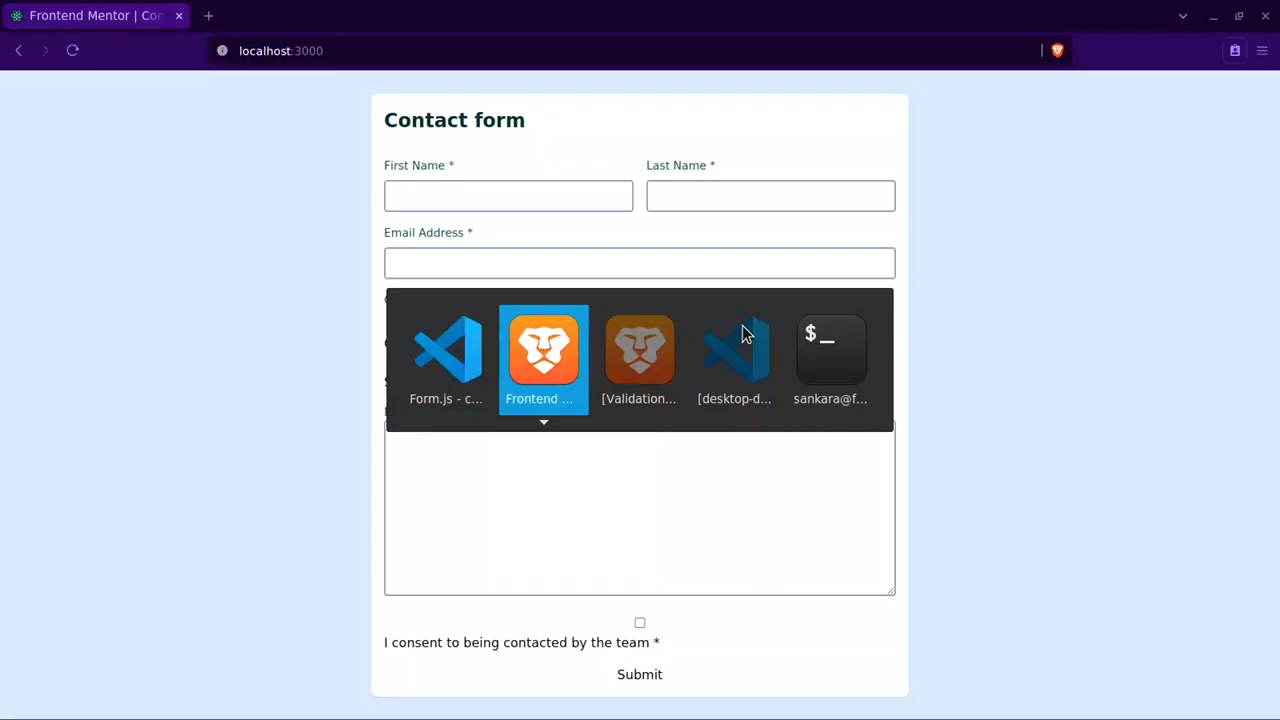 Frontend Mentor | Con
localhost:3000
Contact form
First Name *
Last Name *
Email Address *
Form.js - c...
Frontend ...
[Validation...
[desktop-d...
sankara@f...
$_
I consent to being contacted by the team *
Submit